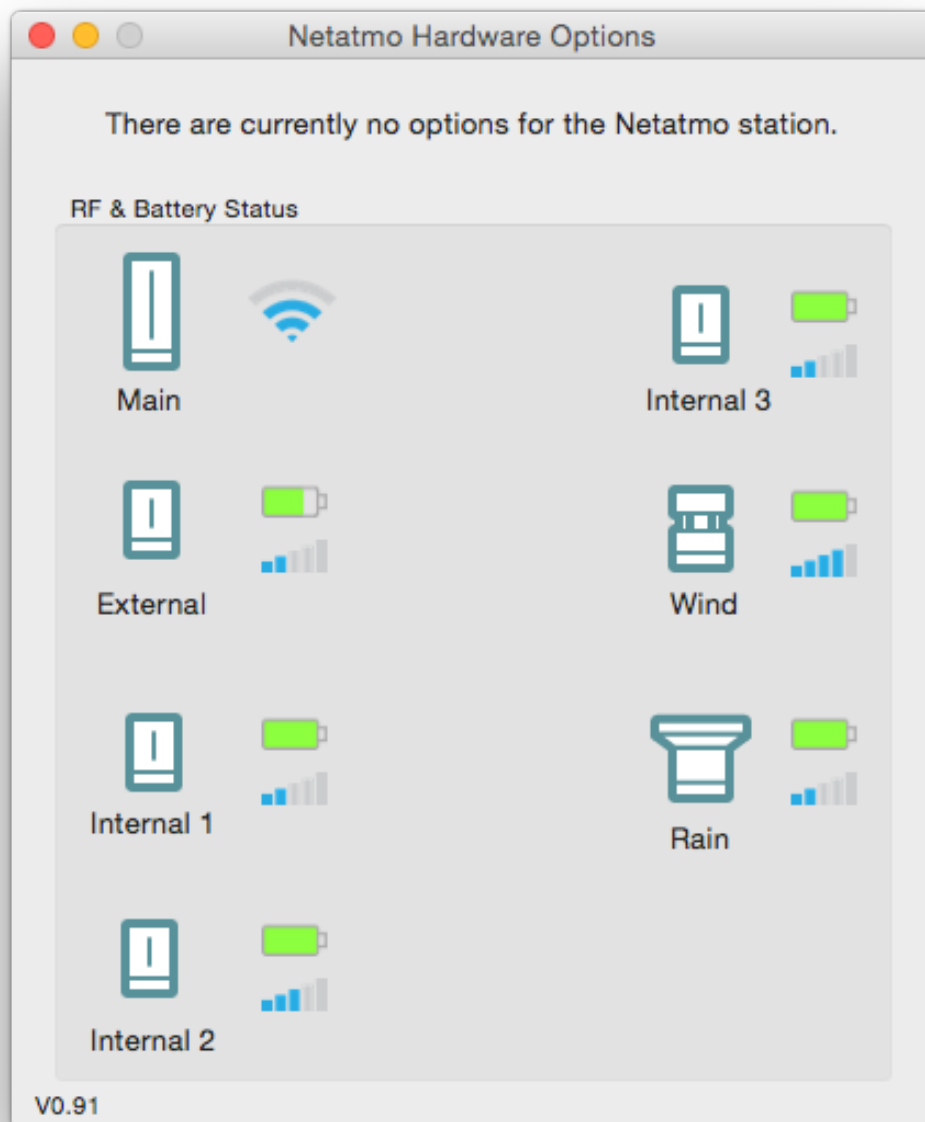 Netatmo Hardware Options
There are currently no options for the Netatmo station.
RF & Battery Status
Main
Internal 3
External
Wind
Internal 1
Rain
Internal 2
V0.91